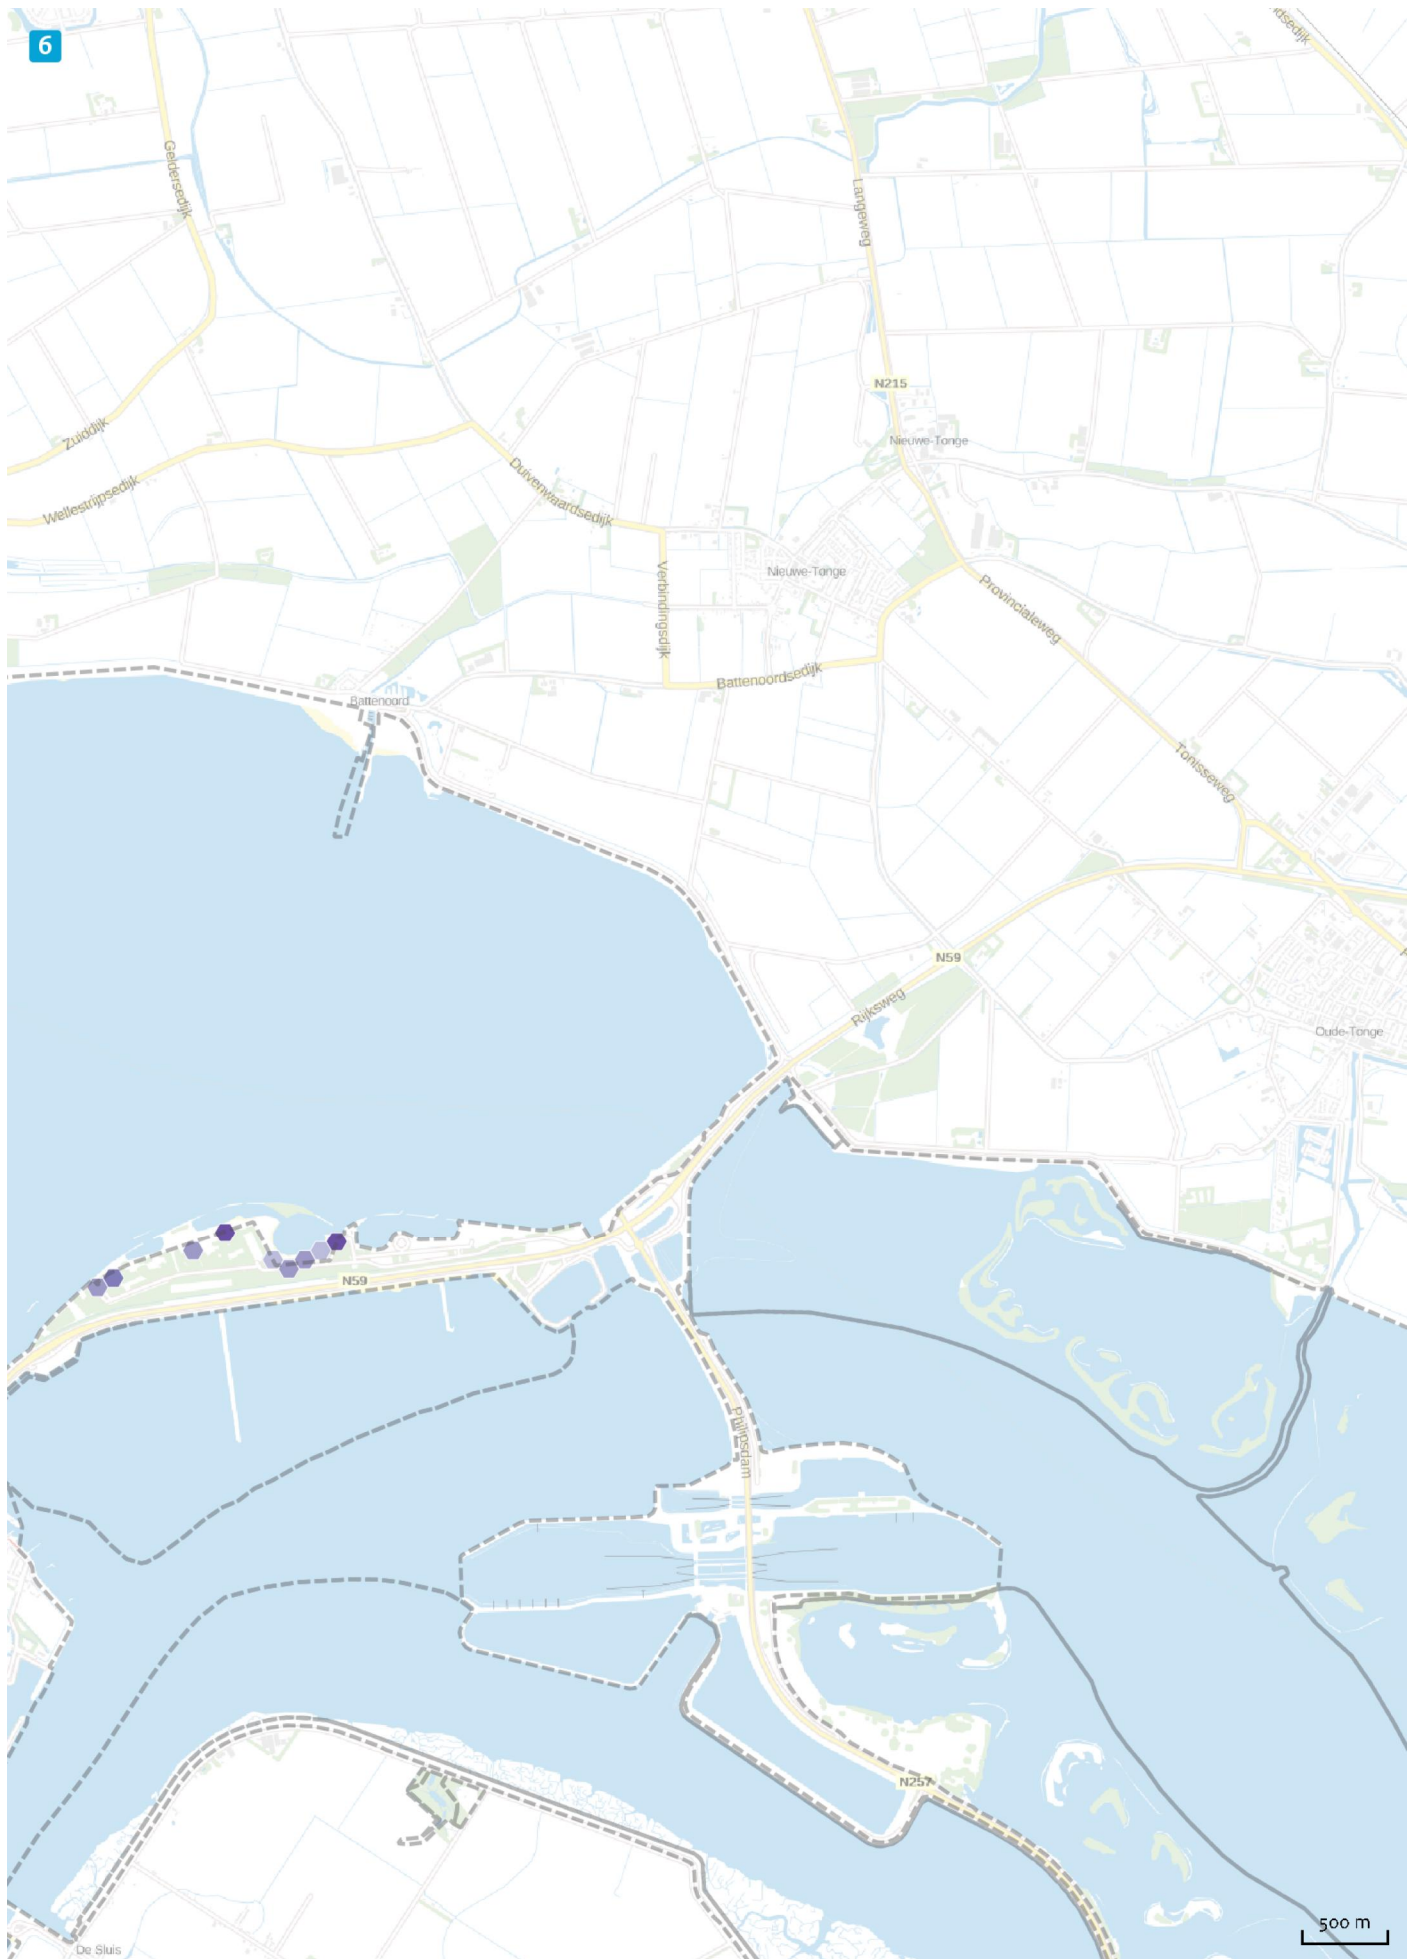 6
Geldersedijk
Langeweg
N215
Zuiddijk
Nieuwe-Tonge
Wellestrijpsedijk
Duivenwaardsedijk
Nieuwe-Tonge
Verbindingsdijk
Provincialeweg
Battenoordsedijk
Battenoord
Tonisseweg
N59
Rijksweg
Oude-Tonge
N59
Philipsdam
N257
500 m
De Sluis